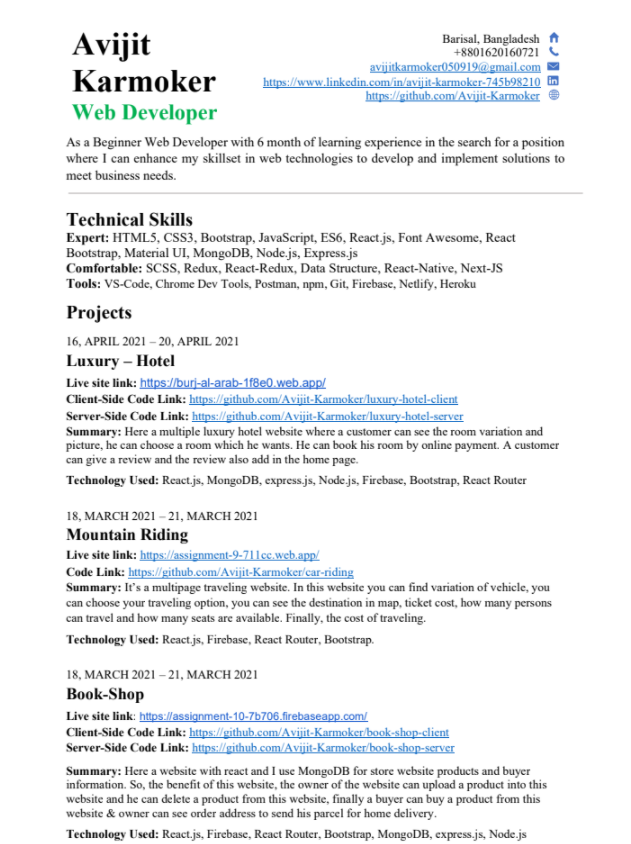 Avijit
Karmoker
Web Developer
Barisal, Bangladesh
+8801620160721
avijitkarmoker050919@gmail.com
https://www.linkedin.com/in/avijit-karmoker-745b98210
https://github.com/Avijit-Karmoker
As a Beginner Web Developer with 6 month of learning experience in the search for a position
where I can enhance my skillset in web technologies to develop and implement solutions to
meet business needs.
Technical Skills
Expert: HTML5, CSS3, Bootstrap, JavaScript, ES6, React.js, Font Awesome, React
Bootstrap, Material UI, MongoDB, Node.js, Express.js
Comfortable: SCSS, Redux, React-Redux, Data Structure, React-Native, Next-JS
Tools: VS-Code, Chrome Dev Tools, Postman, npm, Git, Firebase, Netlify, Heroku
Projects
16, APRIL 2021 – 20, APRIL 2021
Luxury – Hotel
Live site link: https://burj-al-arab-1f8e0.web.app/
Client-Side Code Link: https://github.com/Avijit-Karmoker/luxury-hotel-client
Server-Side Code Link: https://github.com/Avijit-Karmoker/luxury-hotel-server
Summary: Here a multiple luxury hotel website where a customer can see the room variation and
picture, he can choose a room which he wants. He can book his room by online payment. A customer
can give a review and the review also add in the home page.
Technology Used: React.js, MongoDB, express.js, Node.js, Firebase, Bootstrap, React Router
18, MARCH 2021 – 21, MARCH 2021
Mountain Riding
Live site link: https://assignment-9-711cc.web.app/
Code Link: https://github.com/Avijit-Karmoker/car-riding
Summary: It's a multipage traveling website. In this website you can find variation of vehicle, you
can choose your traveling option, you can see the destination in map, ticket cost, how many persons
can travel and how many seats are available. Finally, the cost of traveling.
Technology Used: React.js, Firebase, React Router, Bootstrap.
18, MARCH 2021 – 21, MARCH 2021
Book-Shop
Live site link: https://assignment-10-7b706.firebaseapp.com/
Client-Side Code Link: https://github.com/Avijit-Karmoker/book-shop-client
Server-Side Code Link: https://github.com/Avijit-Karmoker/book-shop-server
Summary: Here a website with react and I use MongoDB for store website products and buyer
information. So, the benefit of this website, the owner of the website can upload a product into this
website and he can delete a product from this website, finally a buyer can buy a product from this
website & owner can see order address to send his parcel for home delivery.
Technology Used: React.js, Firebase, React Router, Bootstrap, MongoDB, express.js, Node.js